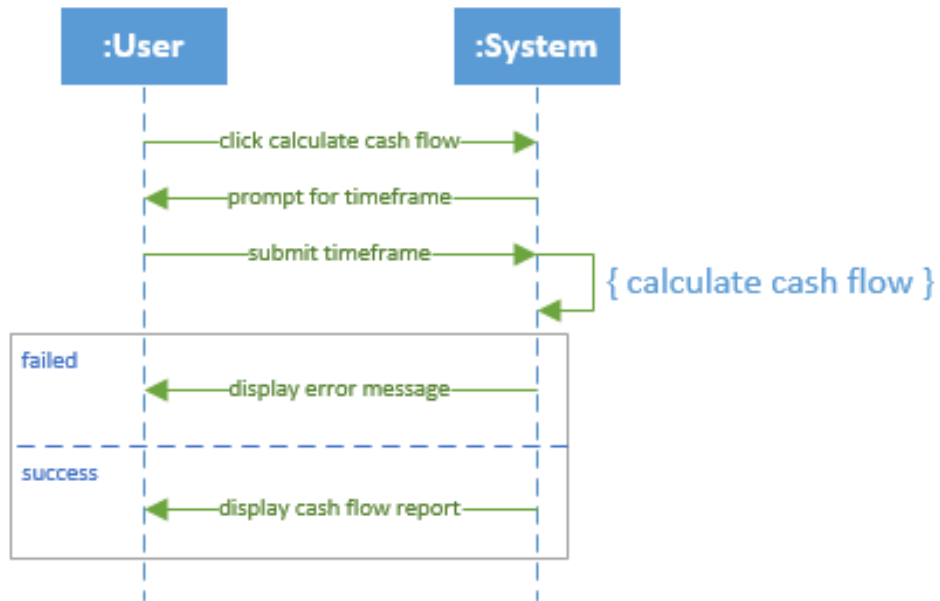 :User
:System
click calculate cash flow
prompt for timeframe
submit timeframe
{ calculate cash flow }
failed
display error message
success
display cash flow report